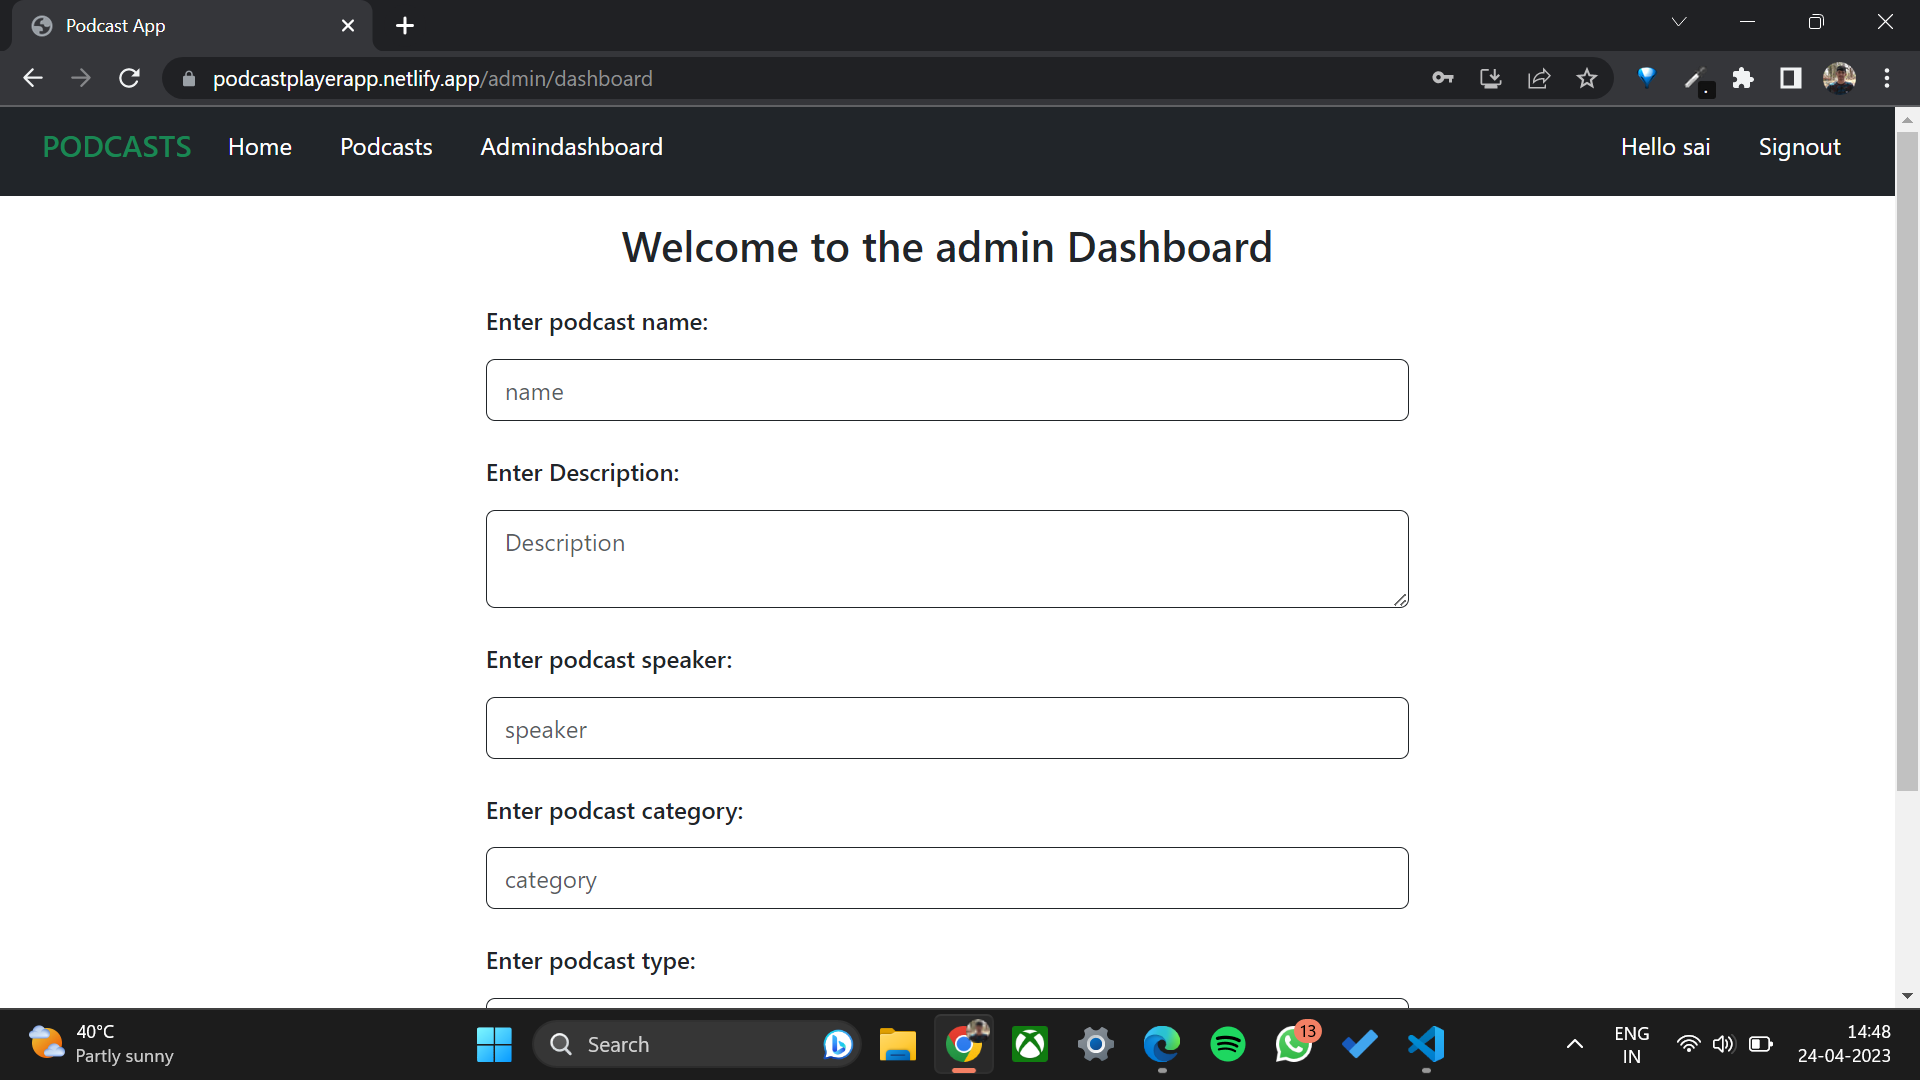 Podcast App
podcastplayerapp.netlify.app/admin/dashboard
PODCASTS Home Podcasts Admindashboard Hello sai Signout
Welcome to the admin Dashboard
Enter podcast name:
name
Enter Description:
Description
Enter podcast speaker:
speaker
Enter podcast category:
category
Enter podcast type:
40°C
Partly sunny
Search
13
ENG
IN
14:48
24-04-2023